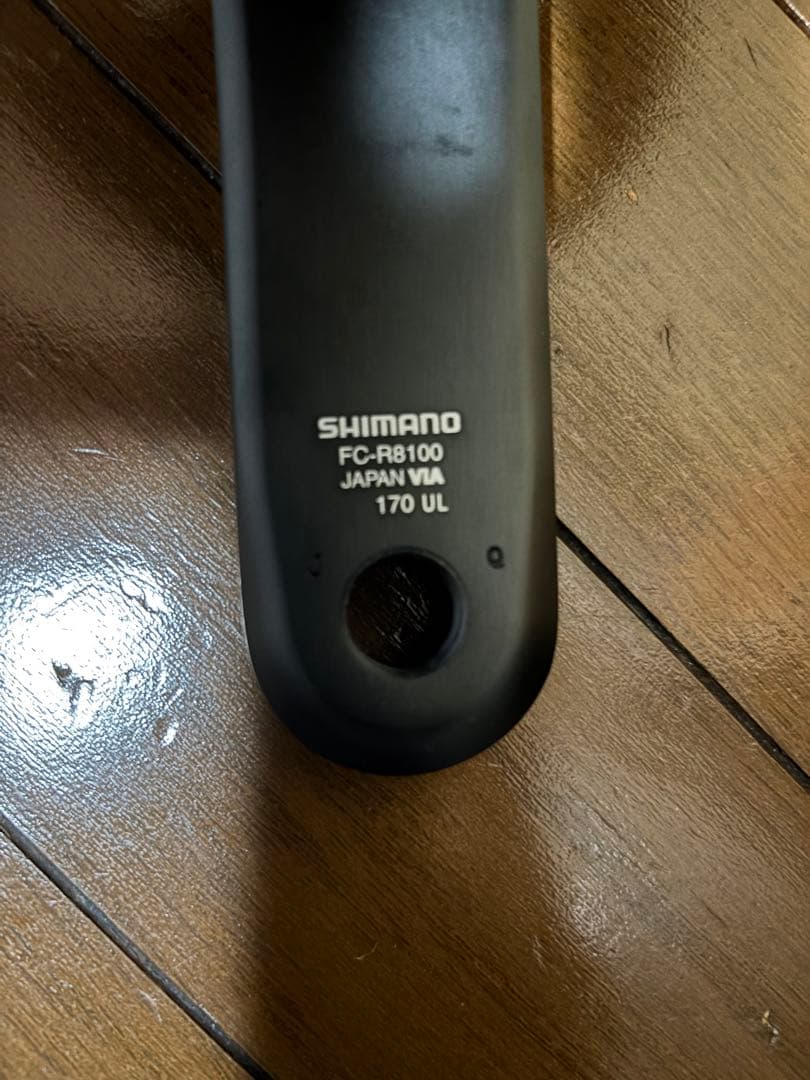 SHIMANO
FC-R8100
JAPAN VIA
170 UL